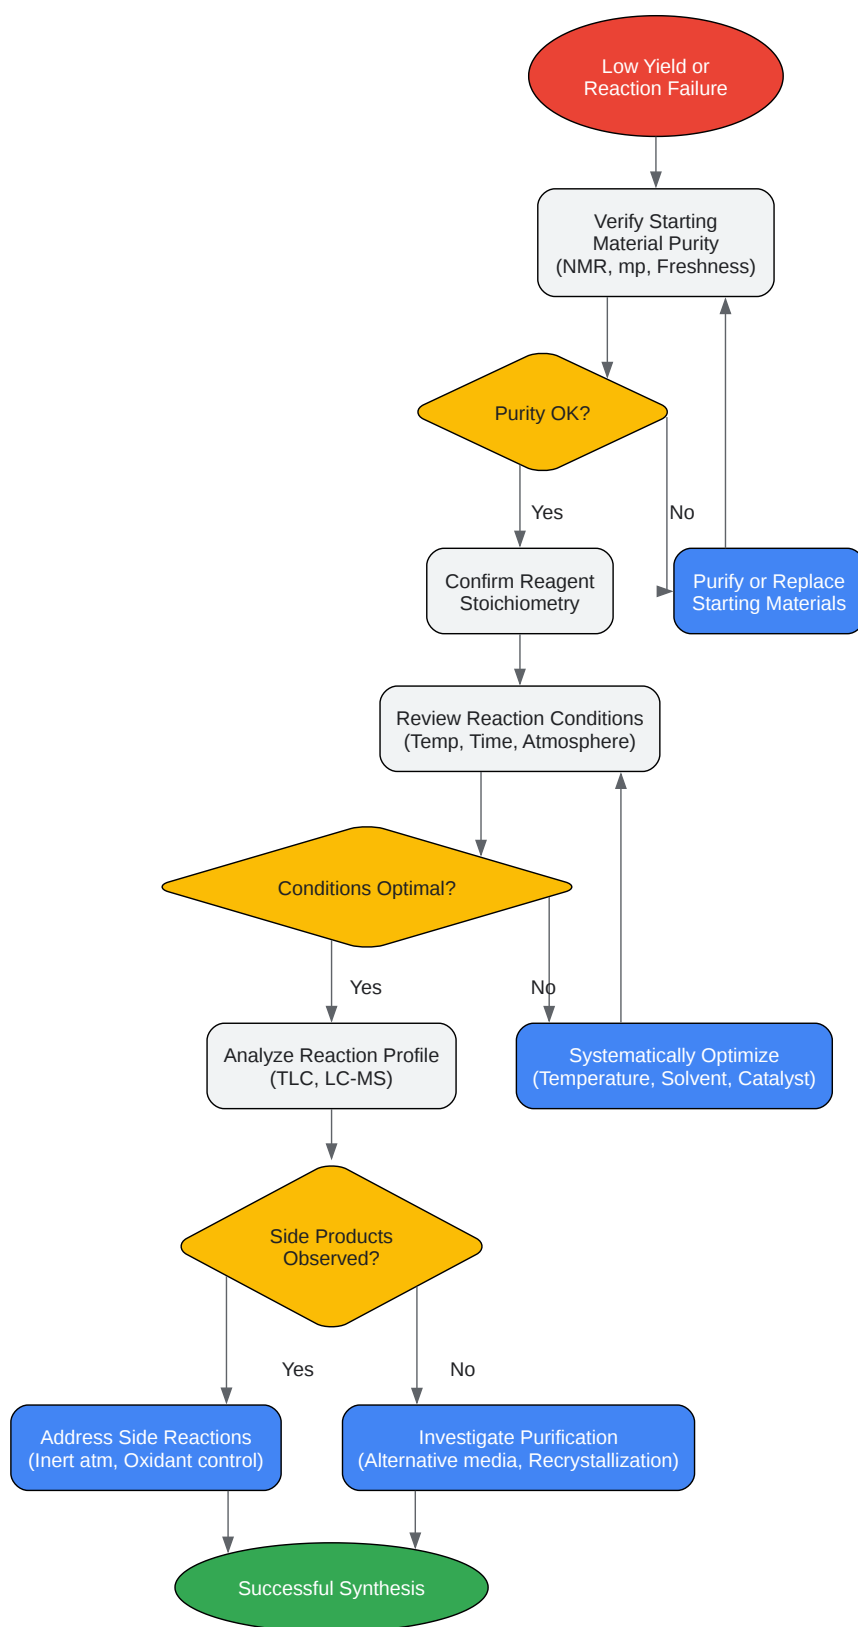 Low Yield or
Reaction Failure
Verify Starting
Material Purity
(NMR, mp, Freshness)
Purity OK?
Yes
No
Confirm Reagent
Stoichiometry
Purify or Replace
Starting Materials
Review Reaction Conditions
(Temp, Time, Atmosphere)
Conditions Optimal?
Yes
No
Analyze Reaction Profile
(TLC, LC-MS)
Systematically Optimize
(Temperature, Solvent, Catalyst)
Side Products
Observed?
Yes
No
Address Side Reactions
(Inert atm, Oxidant control)
Investigate Purification
(Alternative media, Recrystallization)
Successful Synthesis